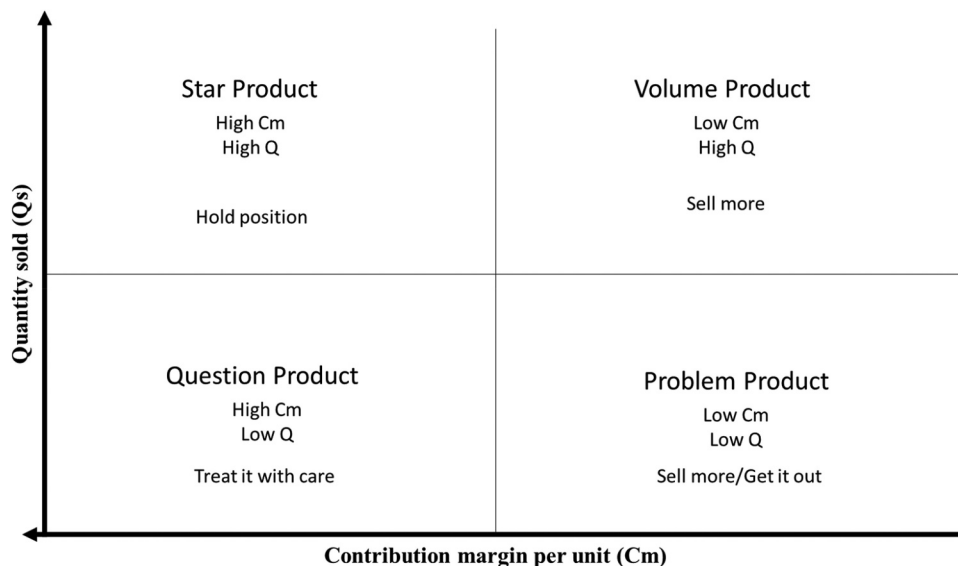 Star Product
High Cm
High Q
Hold position
Volume Product
Low Cm
High Q
Sell more
Question Product
High Cm
Low Q
Treat it with care
Problem Product
Low Cm
Low Q
Sell more/Get it out
Quantity sold (Qs)
Contribution margin per unit (Cm)